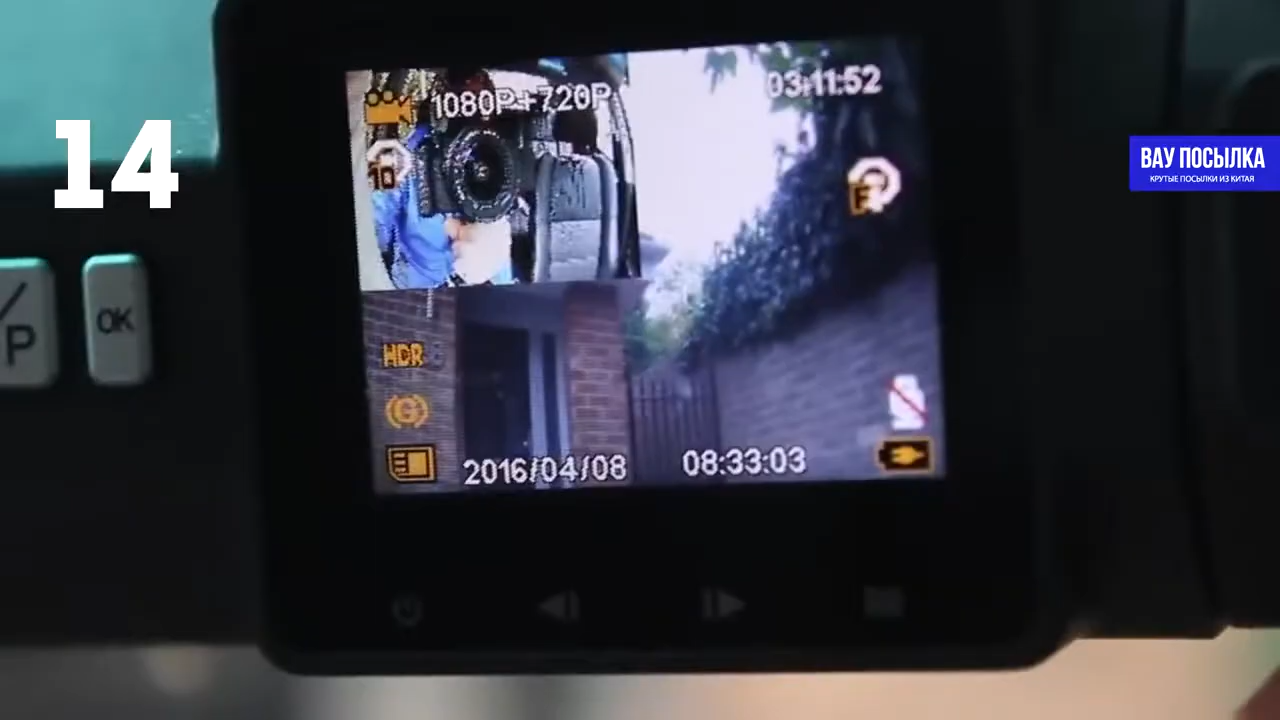 14
ВАУ ПОСЫЛКА
КРУТЫЕ ПОСЫЛКИ ИЗ КИТАЯ
1080P+720P
03:11:52
10
F
HDR
G
2016/04/08
08:33:03
/P
OK